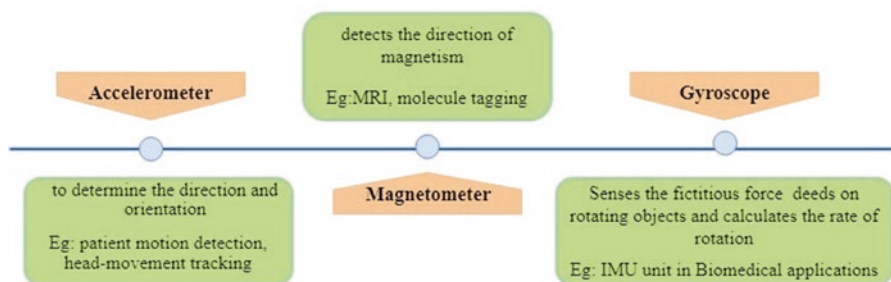 Accelerometer
to determine the direction and
orientation
Eg: patient motion detection,
head-movement tracking
detects the direction of
magnetism
Eg:MRI, molecule tagging
Magnetometer
Gyroscope
Senses the fictitious force deeds on
rotating objects and calculates the rate of
rotation
Eg: IMU unit in Biomedical applications